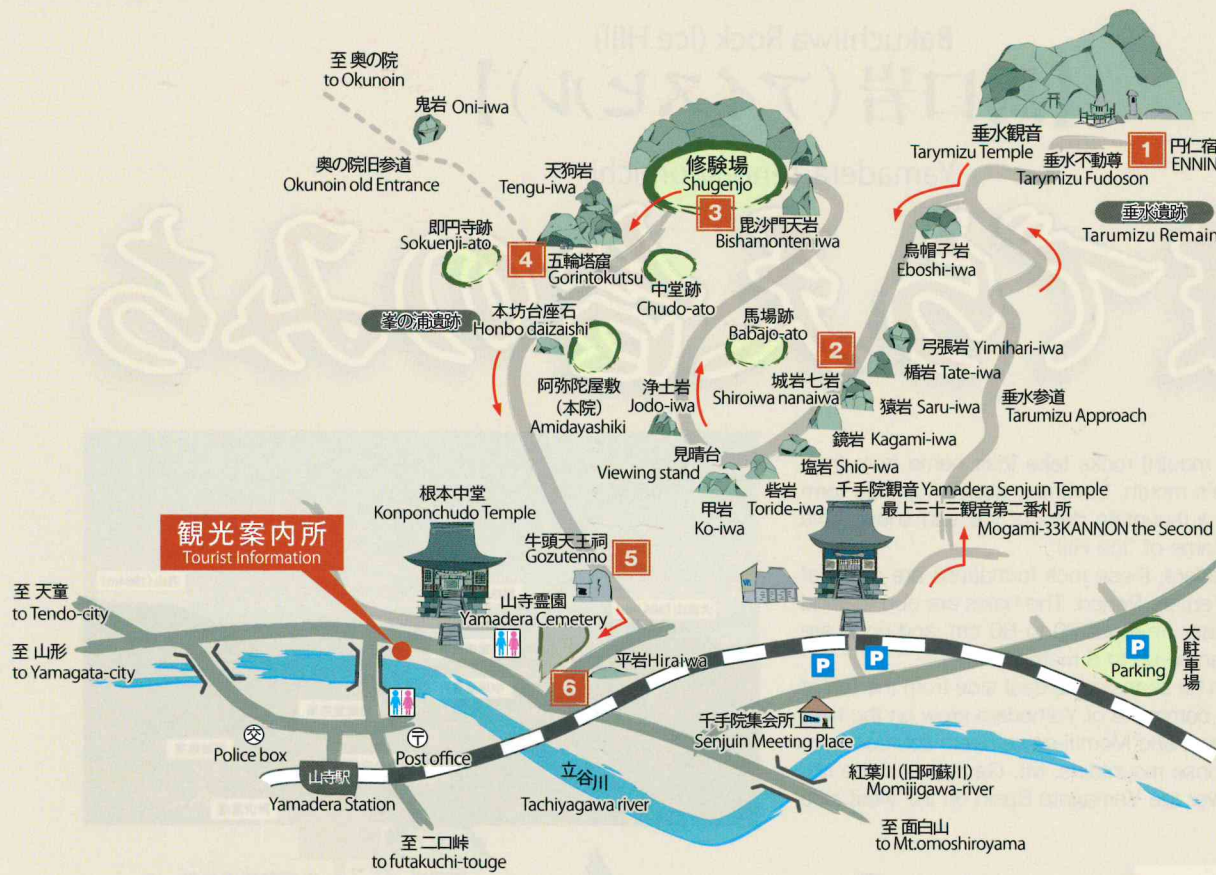 至 奥の院
to Okunoin
鬼岩 Oni-iwa
奥の院旧参道
Okunoin old Entrance
天狗岩
Tengu-iwa
修験場
Shugenjo
3
毘沙門天岩
Bishamonten iwa
垂水観音
Tarymizu Temple
垂水不動尊
Tarymizu Fudoson
1
円仁宿
ENNIN
垂水遺跡
Tarumizu Remain
烏帽子岩
Eboshi-iwa
即円寺跡
Sokuenji-ato
4
五輪塔窟
Gorintokutsu
中堂跡
Chudo-ato
峯の浦遺跡
本坊台座石
Honbo daizaishi
阿弥陀屋敷
(本院)
Amidayashiki
馬場跡
Babajo-ato
2
弓張岩 Yimihari-iwa
楯岩 Tate-iwa
城岩七岩
Shiroiwa nanaiwa
猿岩 Saru-iwa
垂水参道
Tarumizu Approach
浄土岩
Jodo-iwa
鏡岩 Kagami-iwa
見晴台
Viewing stand
塩岩 Shio-iwa
砦岩
Toride-iwa
甲岩
Ko-iwa
千手院観音 Yamadera Senjuin Temple
最上三十三観音第二番札所
Mogami-33KANNON the Second
根本中堂
Konponchudo Temple
観光案内所
Tourist Information
牛頭天王祠
Gozutenno
5
山寺霊園
Yamadera Cemetery
平岩Hiraiwa
6
至 天童
to Tendo-city
至 山形
to Yamagata-city
P
P
P
Parking
大駐車場
千手院集会所
Senjuin Meeting Place
交
Police box
〒
Post office
山寺駅
Yamadera Station
立谷川
Tachiyagawa river
紅葉川(旧阿蘇川)
Momijigawa-river
至 面白山
to Mt.omoshiroyama
至 二口峠
to futakuchi-touge